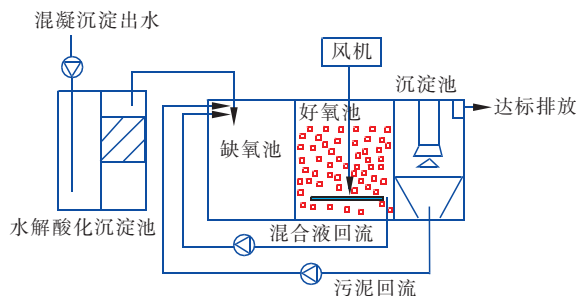 混凝沉淀出水
风机
沉淀池
好氧池
达标排放
缺氧池
水解酸化沉淀池
混合液回流
污泥回流